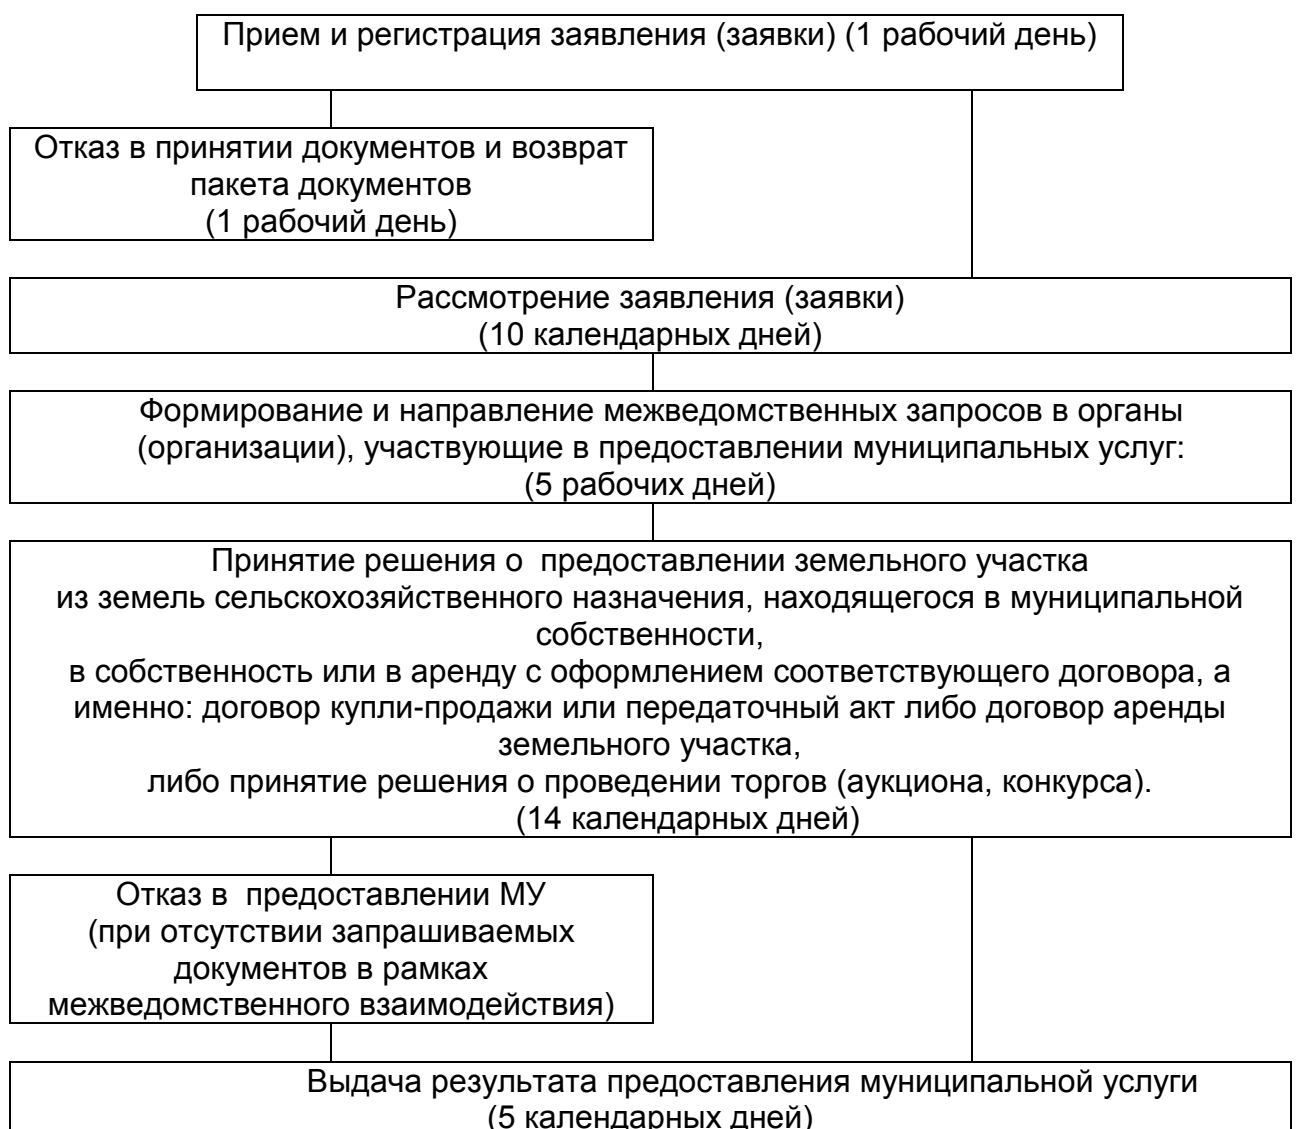 Прием и регистрация заявления (заявки) (1 рабочий день)
Отказ в принятии документов и возврат
пакета документов
(1 рабочий день)
Рассмотрение заявления (заявки)
(10 календарных дней)
Формирование и направление межведомственных запросов в органы
(организации), участвующие в предоставлении муниципальных услуг:
(5 рабочих дней)
Принятие решения о  предоставлении земельного участка
из земель сельскохозяйственного назначения, находящегося в муниципальной
собственности,
в собственность или в аренду с оформлением соответствующего договора, а
именно: договор купли-продажи или передаточный акт либо договор аренды
земельного участка,
либо принятие решения о проведении торгов (аукциона, конкурса).
(14 календарных дней)
Отказ в  предоставлении МУ
(при отсутствии запрашиваемых
документов в рамках
межведомственного взаимодействия)
Выдача результата предоставления муниципальной услуги
(5 календарных дней)